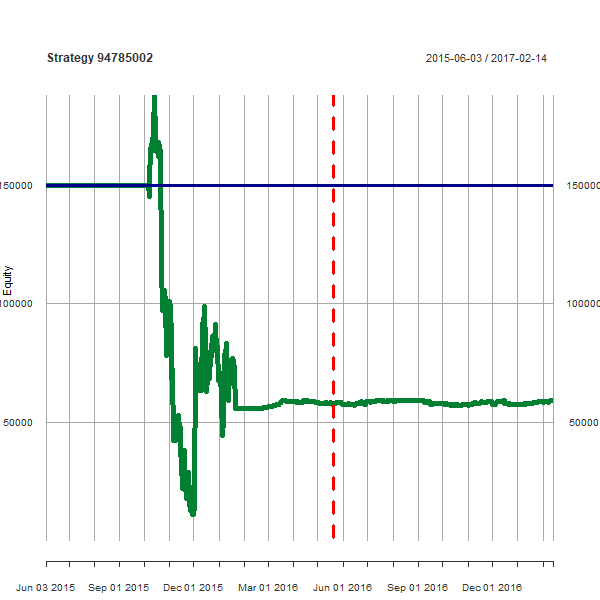 Strategy 94785002
2015-06-03 / 2017-02-14
150000
150000
Equity
100000
100000
50000
50000
Jun 03 2015
Sep 01 2015
Dec 01 2015
Mar 01 2016
Jun 01 2016
Sep 01 2016
Dec 01 2016